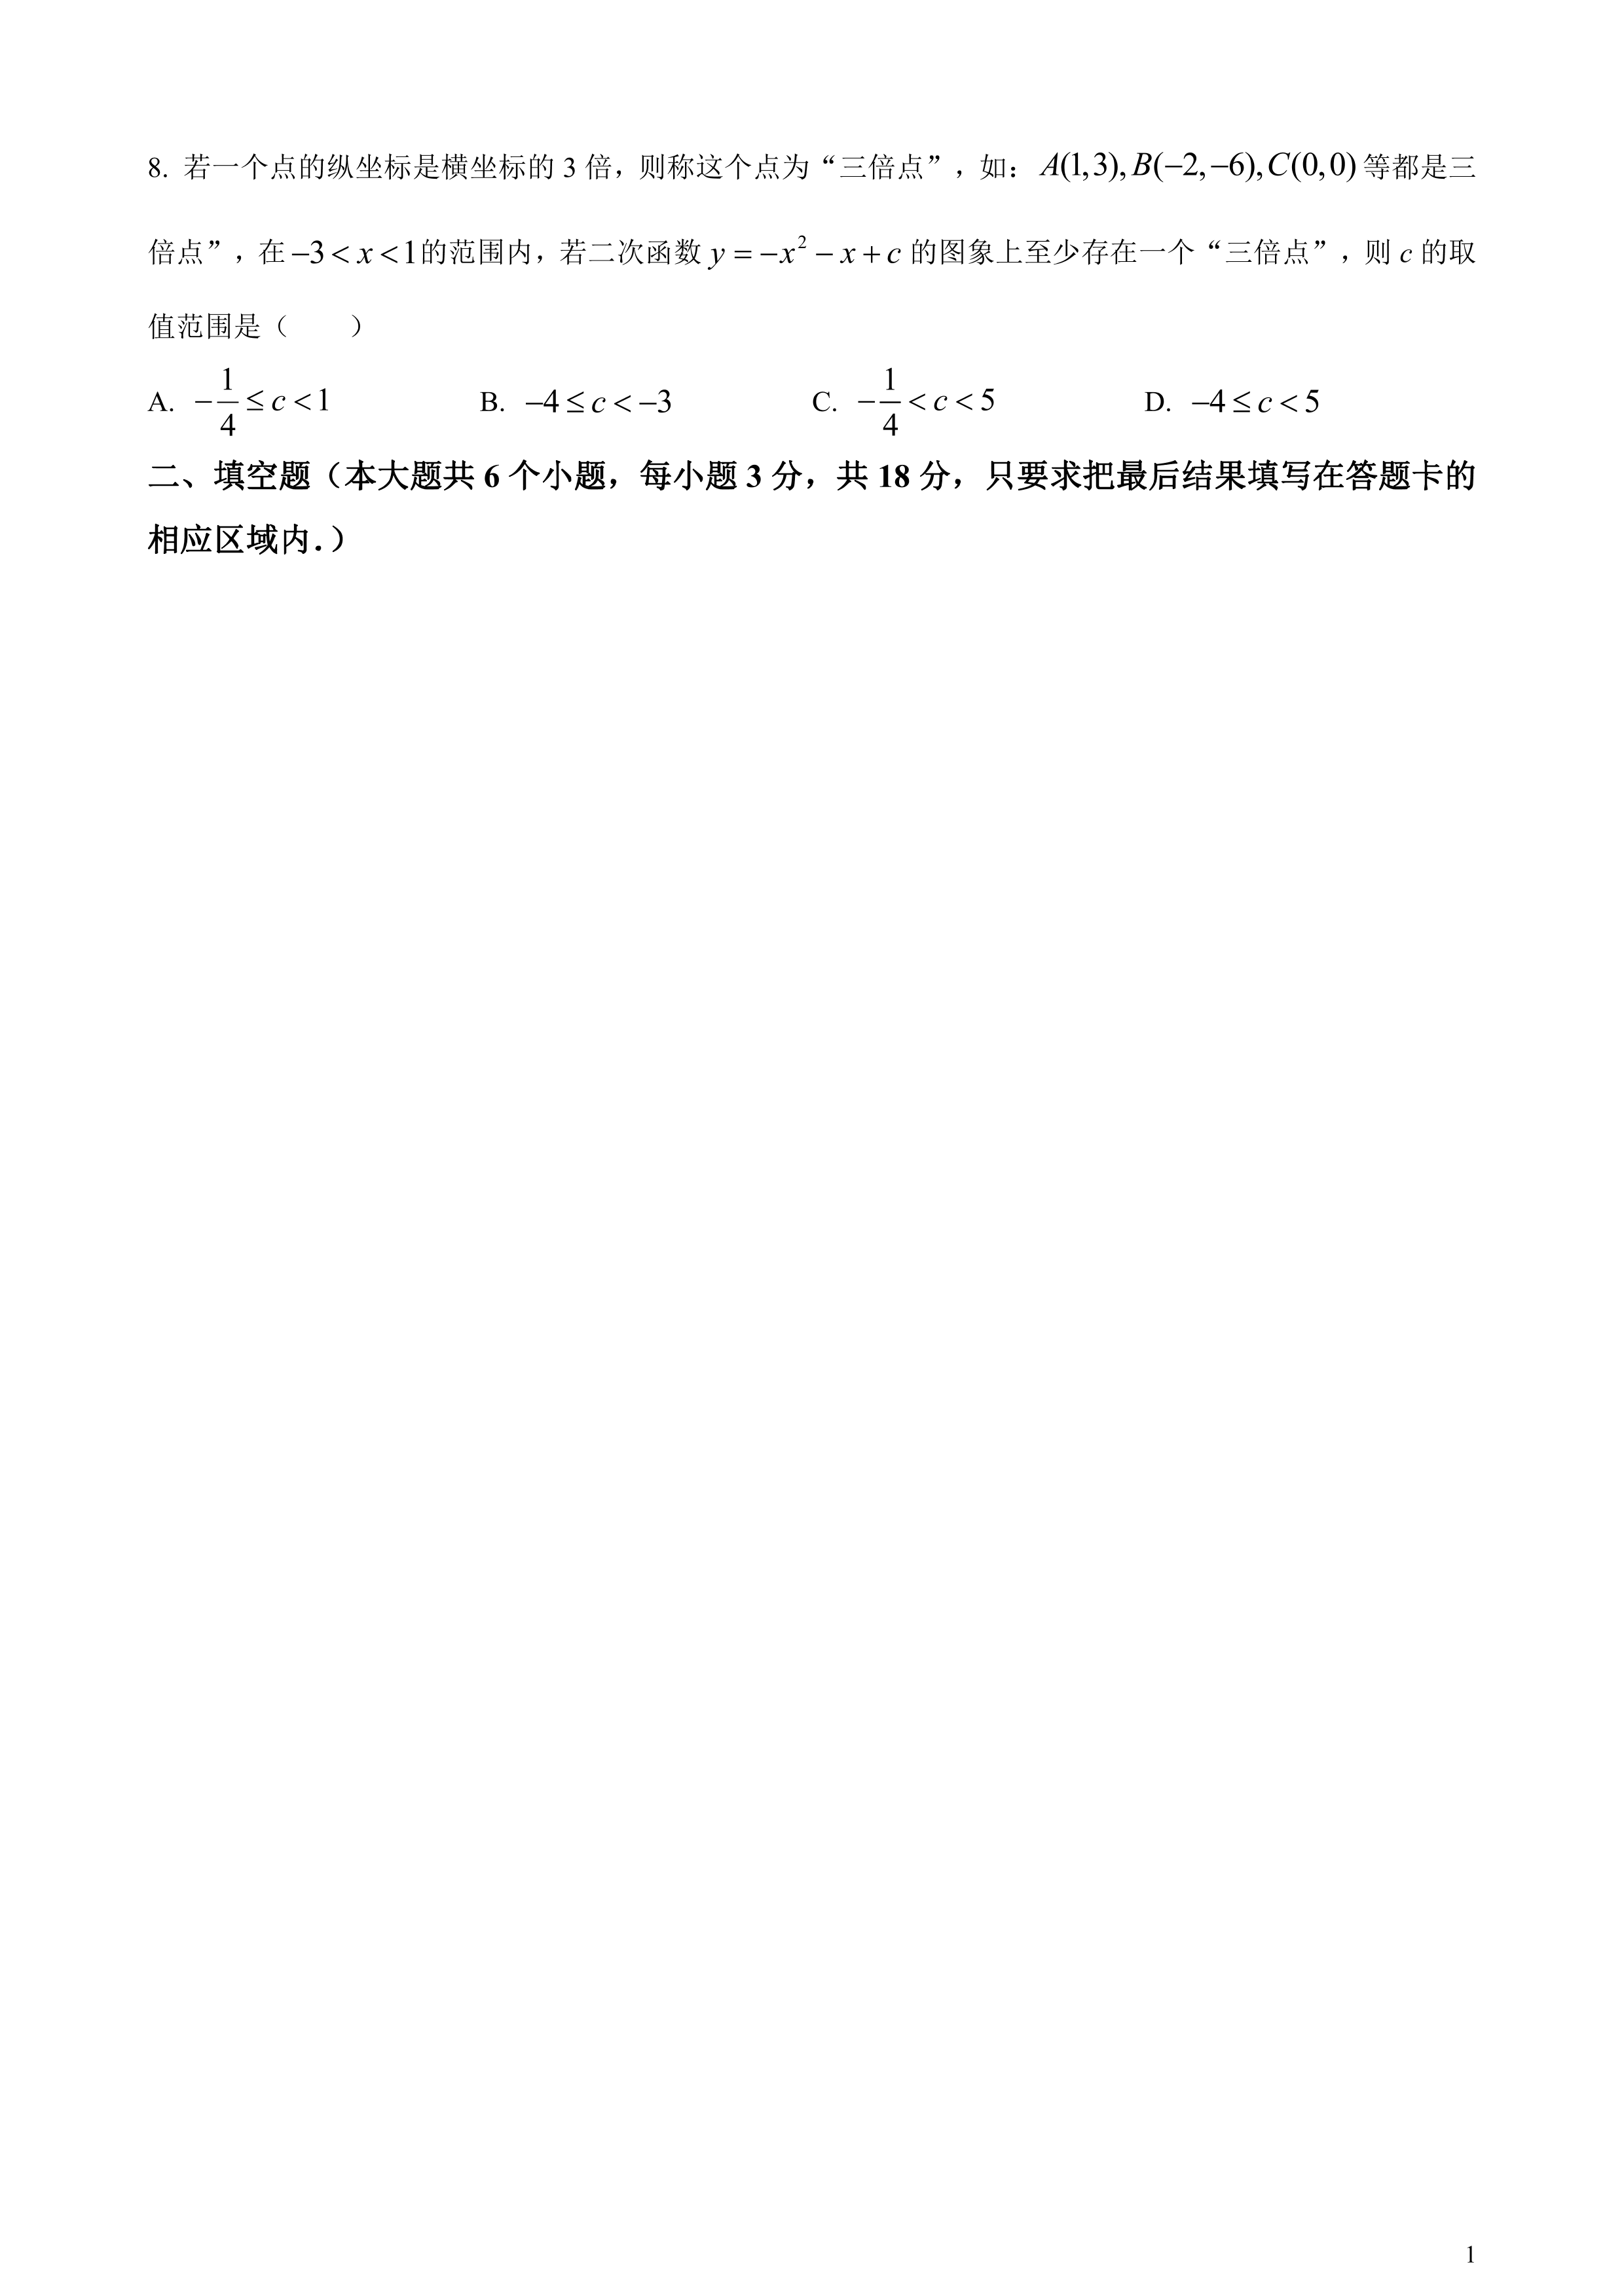 8. 若一个点的纵坐标是横坐标的 3 倍，则称这个点为“三倍点”，如：A(1,3), B(−2,−6), C(0,0) 等都是三
倍点”，在 −3 < x < 1 的范围内，若二次函数 y = −x² − x + c 的图象上至少存在一个“三倍点”，则 c 的取
值范围是（　　）
A. −1/4 ≤ c < 1　　B. −4 ≤ c < −3　　C. −1/4 < c < 5　　D. −4 ≤ c < 5
二、填空题（本大题共 6 个小题，每小题 3 分，共 18 分，只要求把最后结果填写在答题卡的
相应区域内．）
1